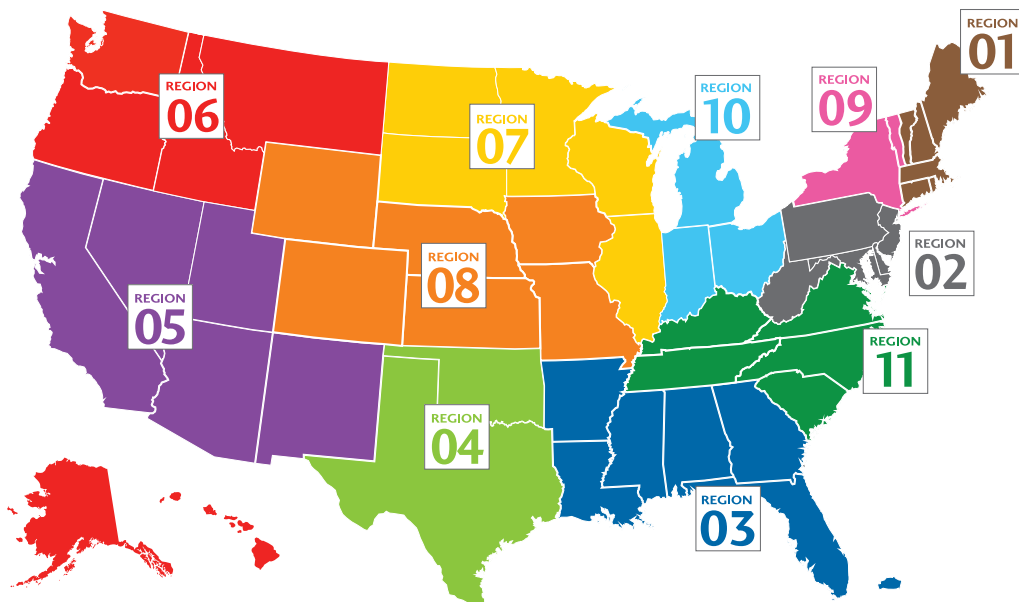 REGION
01
REGION
06
REGION
09
REGION
10
REGION
07
REGION
02
REGION
08
REGION
05
REGION
11
REGION
04
REGION
03